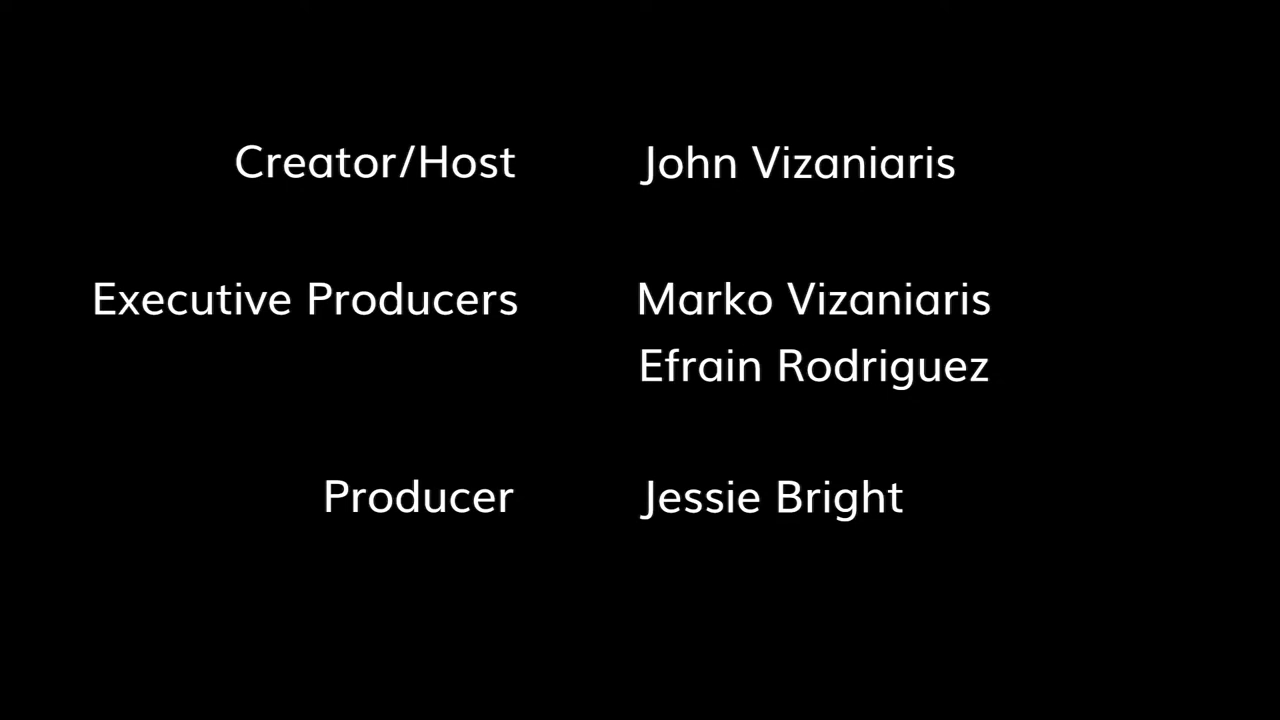 Creator/Host John Vizaniaris
Executive Producers Marko Vizaniaris
Efrain Rodriguez
Producer Jessie Bright